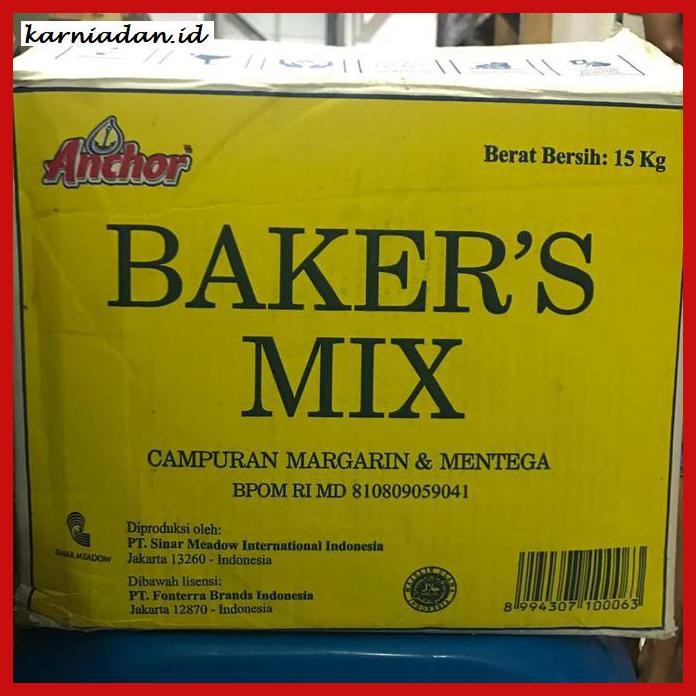 karniadan.id
Anchor
Berat Bersih: 15 Kg
BAKER'S
MIX
CAMPURAN MARGARIN & MENTEGA
BPOM RI MD 810809059041
SINAR MEADOW
Diproduksi oleh:
PT. Sinar Meadow International Indonesia
Jakarta 13260 - Indonesia
Dibawah lisensi:
PT. Fonterra Brands Indonesia
Jakarta 12870 - Indonesia
8 994307 100063